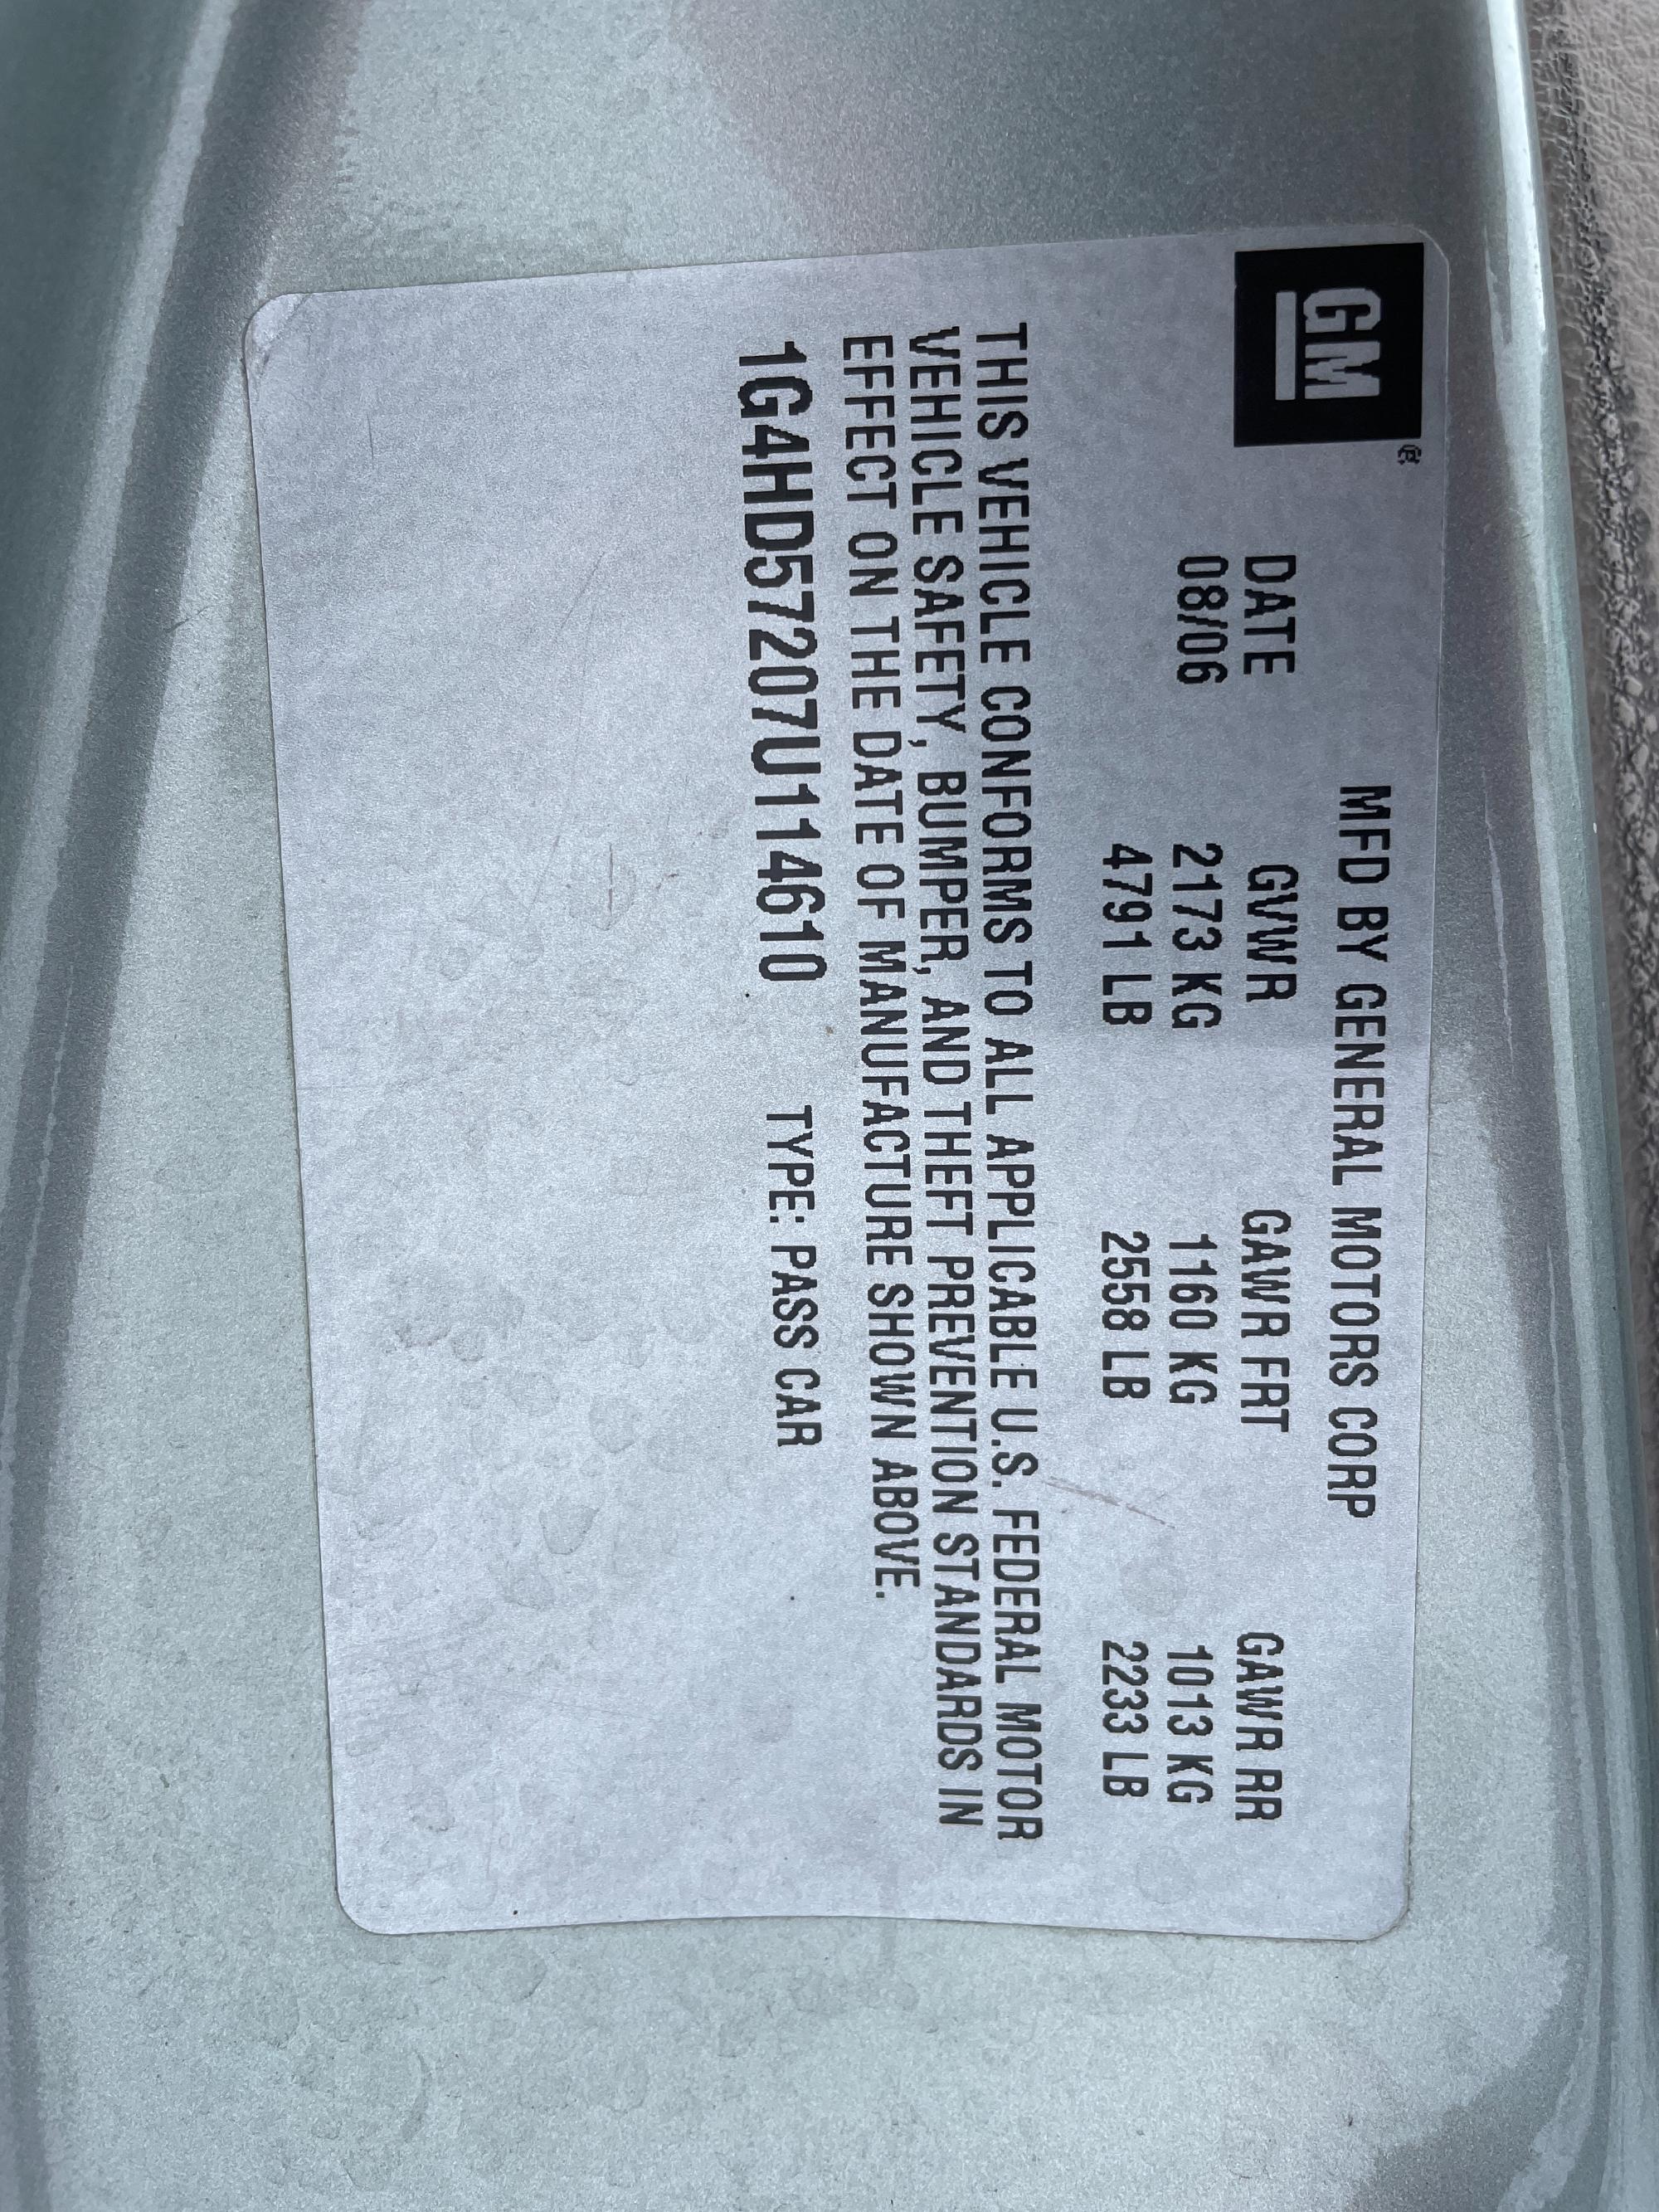 GM®
MFD BY GENERAL MOTORS CORP
DATE GVWR GAWR FRT GAWR RR
08/06 2173 KG 1160 KG 1013 KG
4791 LB 2558 LB 2233 LB
THIS VEHICLE CONFORMS TO ALL APPLICABLE U.S. FEDERAL MOTOR
VEHICLE SAFETY, BUMPER, AND THEFT PREVENTION STANDARDS IN
EFFECT ON THE DATE OF MANUFACTURE SHOWN ABOVE.
1G4HD57207U114610 TYPE: PASS CAR